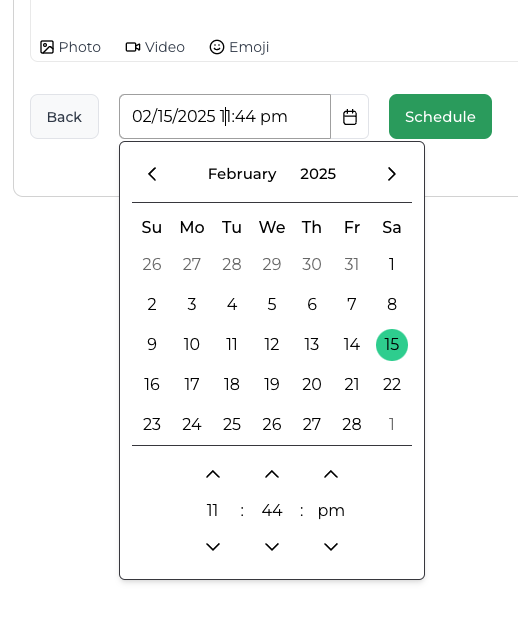 Photo Video Emoji
Back 02/15/2025 11:44 pm Schedule
February 2025
Su Mo Tu We Th Fr Sa
26 27 28 29 30 31 1
2 3 4 5 6 7 8
9 10 11 12 13 14 15
16 17 18 19 20 21 22
23 24 25 26 27 28 1
11 : 44 : pm